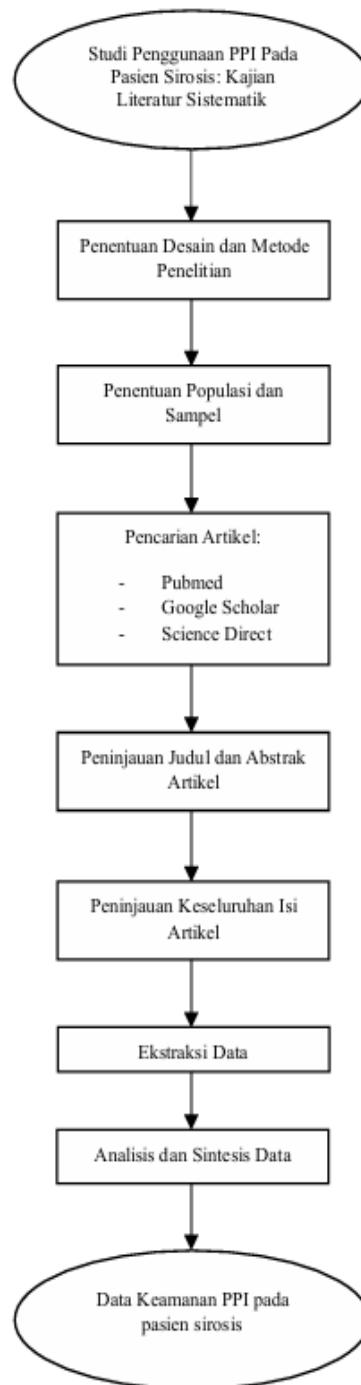 Studi Penggunaan PPI Pada
Pasien Sirosis: Kajian
Literatur Sistematik
Penentuan Desain dan Metode
Penelitian
Penentuan Populasi dan
Sampel
Pencarian Artikel:
- Pubmed
- Google Scholar
- Science Direct
Peninjauan Judul dan Abstrak
Artikel
Peninjauan Keseluruhan Isi
Artikel
Ekstraksi Data
Analisis dan Sintesis Data
Data Keamanan PPI pada
pasien sirosis